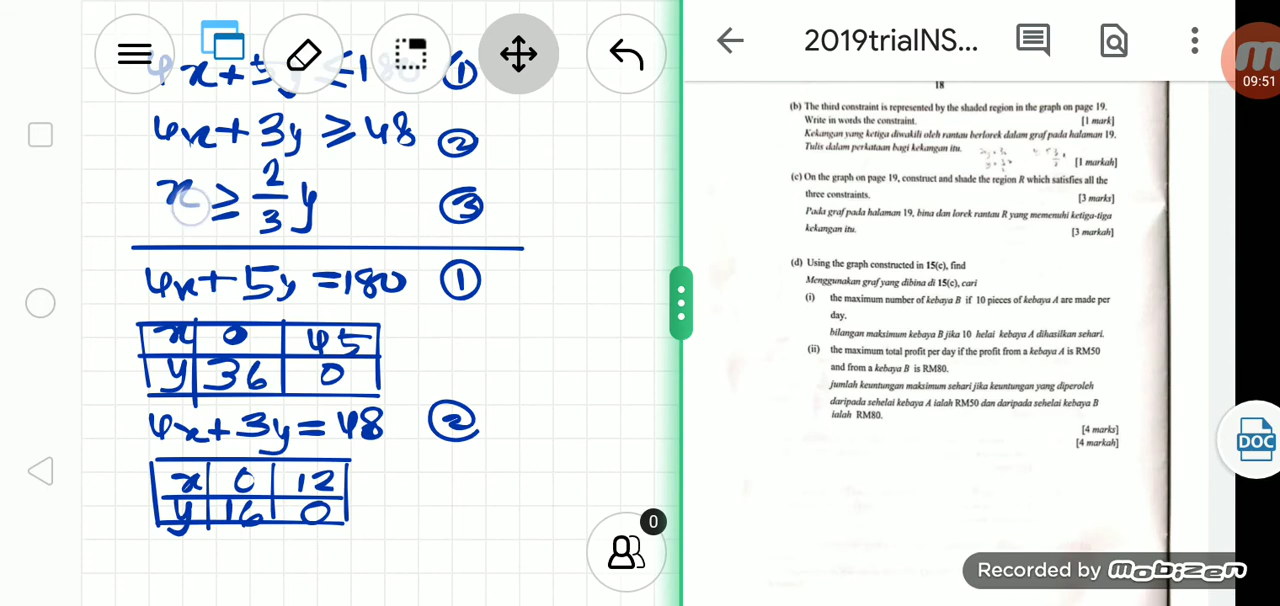 4x + 5y ≤ 180 ①
4x + 3y ≥ 48 ②
x ≥ 2/3 y ③
4x + 5y = 180 ①
x 0 45
y 36 0
4x + 3y = 48 ②
x 0 12
y 16 0
0
2019trialNS...
09:51
18
(b) The third constraint is represented by the shaded region in the graph on page 19.
Write in words the constraint. [1 mark]
Kekangan yang ketiga diwakili oleh rantau berlorek dalam graf pada halaman 19.
Tulis dalam perkataan bagi kekangan itu. [1 markah]
(c) On the graph on page 19, construct and shade the region R which satisfies all the
three constraints. [3 marks]
Pada graf pada halaman 19, bina dan lorek rantau R yang memenuhi ketiga-tiga
kekangan itu. [3 markah]
(d) Using the graph constructed in 15(c), find
Menggunakan graf yang dibina di 15(c), cari
(i) the maximum number of kebaya B if 10 pieces of kebaya A are made per
day.
bilangan maksimum kebaya B jika 10 helai kebaya A dihasilkan sehari.
(ii) the maximum total profit per day if the profit from a kebaya A is RM50
and from a kebaya B is RM80.
jumlah keuntungan maksimum sehari jika keuntungan yang diperoleh
daripada sehelai kebaya A ialah RM50 dan daripada sehelai kebaya B
ialah RM80.
[4 marks]
[4 markah]
DOC
Recorded by mobizen